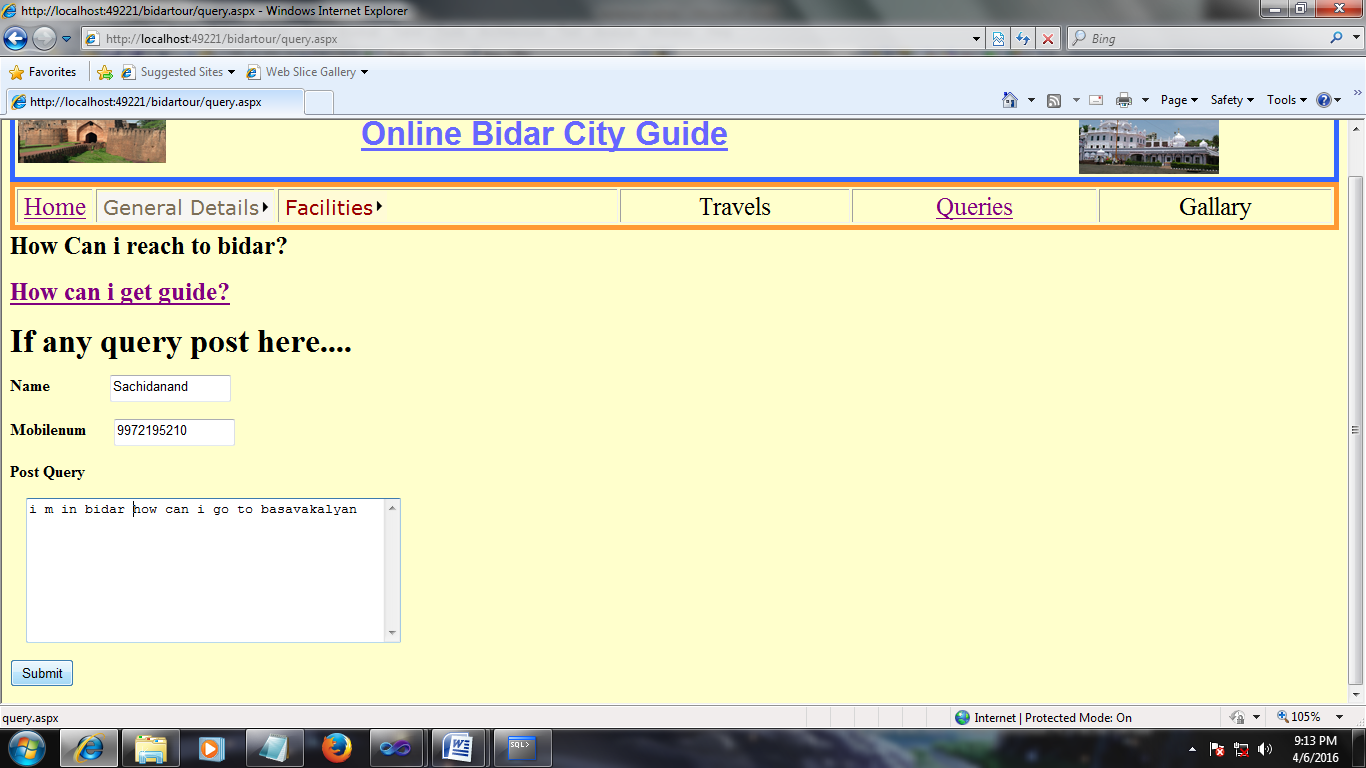 http://localhost:49221/bidartour/query.aspx - Windows Internet Explorer
http://localhost:49221/bidartour/query.aspx
Bing
Favorites Suggested Sites Web Slice Gallery
http://localhost:49221/bidartour/query.aspx
Page Safety Tools
Online Bidar City Guide
Home General Details Facilities Travels Queries Gallary
How Can i reach to bidar?
How can i get guide?
If any query post here....
Name Sachidanand
Mobilenum 9972195210
Post Query
i m in bidar how can i go to basavakalyan
Submit
query.aspx Internet | Protected Mode: On 105%
SQL>
9:13 PM
4/6/2016